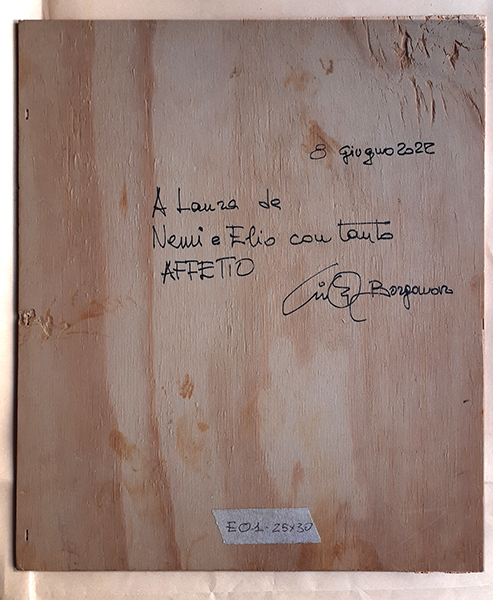 8 giugno 2022
A Laura da
Nemi e Elio con tanto
AFFETTO
E01-25x30